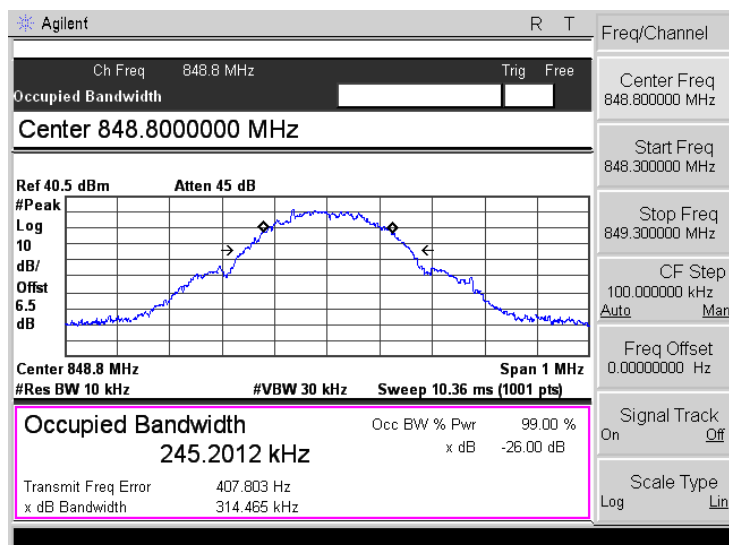 Agilent R T
Ch Freq 848.8 MHz Trig Free
Occupied Bandwidth
Center 848.8000000 MHz
Ref 40.5 dBm Atten 45 dB
#Peak
Log
10
dB/
Offst
6.5
dB
Center 848.8 MHz Span 1 MHz
#Res BW 10 kHz #VBW 30 kHz Sweep 10.36 ms (1001 pts)
Occupied Bandwidth Occ BW % Pwr 99.00 %
245.2012 kHz x dB -26.00 dB
Transmit Freq Error 407.803 Hz
x dB Bandwidth 314.465 kHz
Freq/Channel
Center Freq
848.800000 MHz
Start Freq
848.300000 MHz
Stop Freq
849.300000 MHz
CF Step
100.000000 kHz
Auto Man
Freq Offset
0.00000000 Hz
Signal Track
On Off
Scale Type
Log Lin